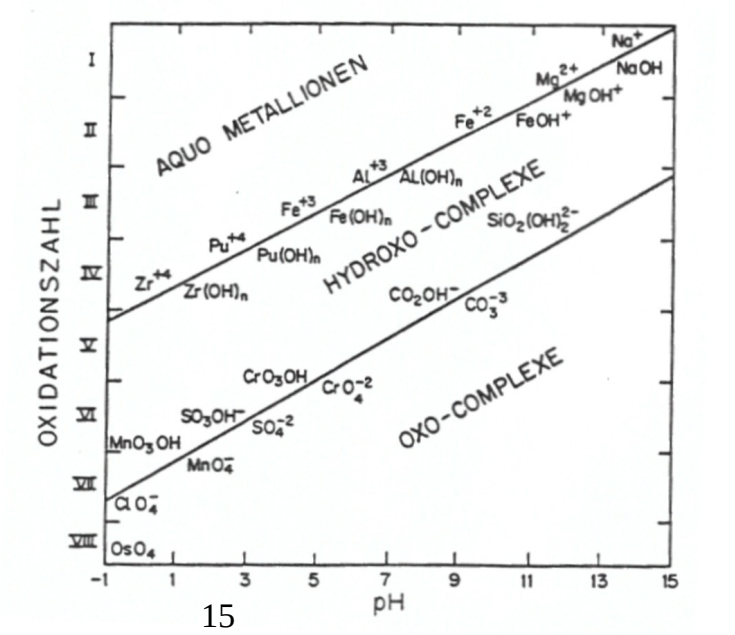 Na⁺
I
NaOH
AQUO METALLIONEN
Mg²⁺
MgOH⁺
Fe⁺²
II
FeOH⁺
Al⁺³
AL(OH)ₙ
III
Fe⁺³
Fe(OH)ₙ
HYDROXO-COMPLEXE
SiO₂(OH)₂²⁻
Pu⁺⁴
Pu(OH)ₙ
IV
Zr⁺⁴
Zr(OH)ₙ
CO₂OH⁻
CO₃⁻³
OXIDATIONSZAHL
V
CrO₃OH
CrO₄⁻²
OXO-COMPLEXE
VI
SO₃OH⁻
SO₄⁻²
MnO₃OH
MnO₄⁻
VII
ClO₄⁻
VIII
OsO₄
-1 1 3 5 7 9 11 13 15
pH
15